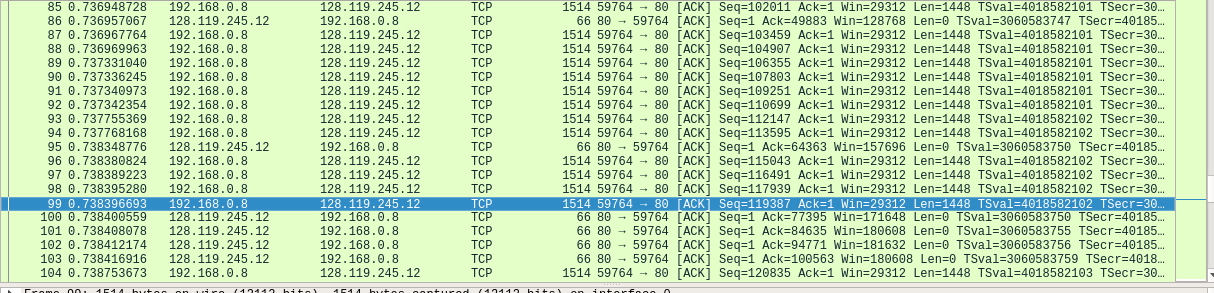 85 0.736948728 192.168.0.8 128.119.245.12 TCP 1514 59764 → 80 [ACK] Seq=102011 Ack=1 Win=29312 Len=1448 TSval=4018582101 TSecr=30…
86 0.736957067 128.119.245.12 192.168.0.8 TCP 66 80 → 59764 [ACK] Seq=1 Ack=49883 Win=128768 Len=0 TSval=3060583747 TSecr=40185…
87 0.736967764 192.168.0.8 128.119.245.12 TCP 1514 59764 → 80 [ACK] Seq=103459 Ack=1 Win=29312 Len=1448 TSval=4018582101 TSecr=30…
88 0.736969963 192.168.0.8 128.119.245.12 TCP 1514 59764 → 80 [ACK] Seq=104907 Ack=1 Win=29312 Len=1448 TSval=4018582101 TSecr=30…
89 0.737331040 192.168.0.8 128.119.245.12 TCP 1514 59764 → 80 [ACK] Seq=106355 Ack=1 Win=29312 Len=1448 TSval=4018582101 TSecr=30…
90 0.737336245 192.168.0.8 128.119.245.12 TCP 1514 59764 → 80 [ACK] Seq=107803 Ack=1 Win=29312 Len=1448 TSval=4018582101 TSecr=30…
91 0.737340973 192.168.0.8 128.119.245.12 TCP 1514 59764 → 80 [ACK] Seq=109251 Ack=1 Win=29312 Len=1448 TSval=4018582101 TSecr=30…
92 0.737342354 192.168.0.8 128.119.245.12 TCP 1514 59764 → 80 [ACK] Seq=110699 Ack=1 Win=29312 Len=1448 TSval=4018582101 TSecr=30…
93 0.737755369 192.168.0.8 128.119.245.12 TCP 1514 59764 → 80 [ACK] Seq=112147 Ack=1 Win=29312 Len=1448 TSval=4018582102 TSecr=30…
94 0.737768168 192.168.0.8 128.119.245.12 TCP 1514 59764 → 80 [ACK] Seq=113595 Ack=1 Win=29312 Len=1448 TSval=4018582102 TSecr=30…
95 0.738348776 128.119.245.12 192.168.0.8 TCP 66 80 → 59764 [ACK] Seq=1 Ack=64363 Win=157696 Len=0 TSval=3060583750 TSecr=40185…
96 0.738380824 192.168.0.8 128.119.245.12 TCP 1514 59764 → 80 [ACK] Seq=115043 Ack=1 Win=29312 Len=1448 TSval=4018582102 TSecr=30…
97 0.738389223 192.168.0.8 128.119.245.12 TCP 1514 59764 → 80 [ACK] Seq=116491 Ack=1 Win=29312 Len=1448 TSval=4018582102 TSecr=30…
98 0.738395280 192.168.0.8 128.119.245.12 TCP 1514 59764 → 80 [ACK] Seq=117939 Ack=1 Win=29312 Len=1448 TSval=4018582102 TSecr=30…
99 0.738396693 192.168.0.8 128.119.245.12 TCP 1514 59764 → 80 [ACK] Seq=119387 Ack=1 Win=29312 Len=1448 TSval=4018582102 TSecr=30…
100 0.738400559 128.119.245.12 192.168.0.8 TCP 66 80 → 59764 [ACK] Seq=1 Ack=77395 Win=171648 Len=0 TSval=3060583750 TSecr=40185…
101 0.738408078 128.119.245.12 192.168.0.8 TCP 66 80 → 59764 [ACK] Seq=1 Ack=84635 Win=180608 Len=0 TSval=3060583755 TSecr=40185…
102 0.738412174 128.119.245.12 192.168.0.8 TCP 66 80 → 59764 [ACK] Seq=1 Ack=94771 Win=181632 Len=0 TSval=3060583756 TSecr=40185…
103 0.738416916 128.119.245.12 192.168.0.8 TCP 66 80 → 59764 [ACK] Seq=1 Ack=100563 Win=180608 Len=0 TSval=3060583759 TSecr=4018…
104 0.738753673 192.168.0.8 128.119.245.12 TCP 1514 59764 → 80 [ACK] Seq=120835 Ack=1 Win=29312 Len=1448 TSval=4018582103 TSecr=30…